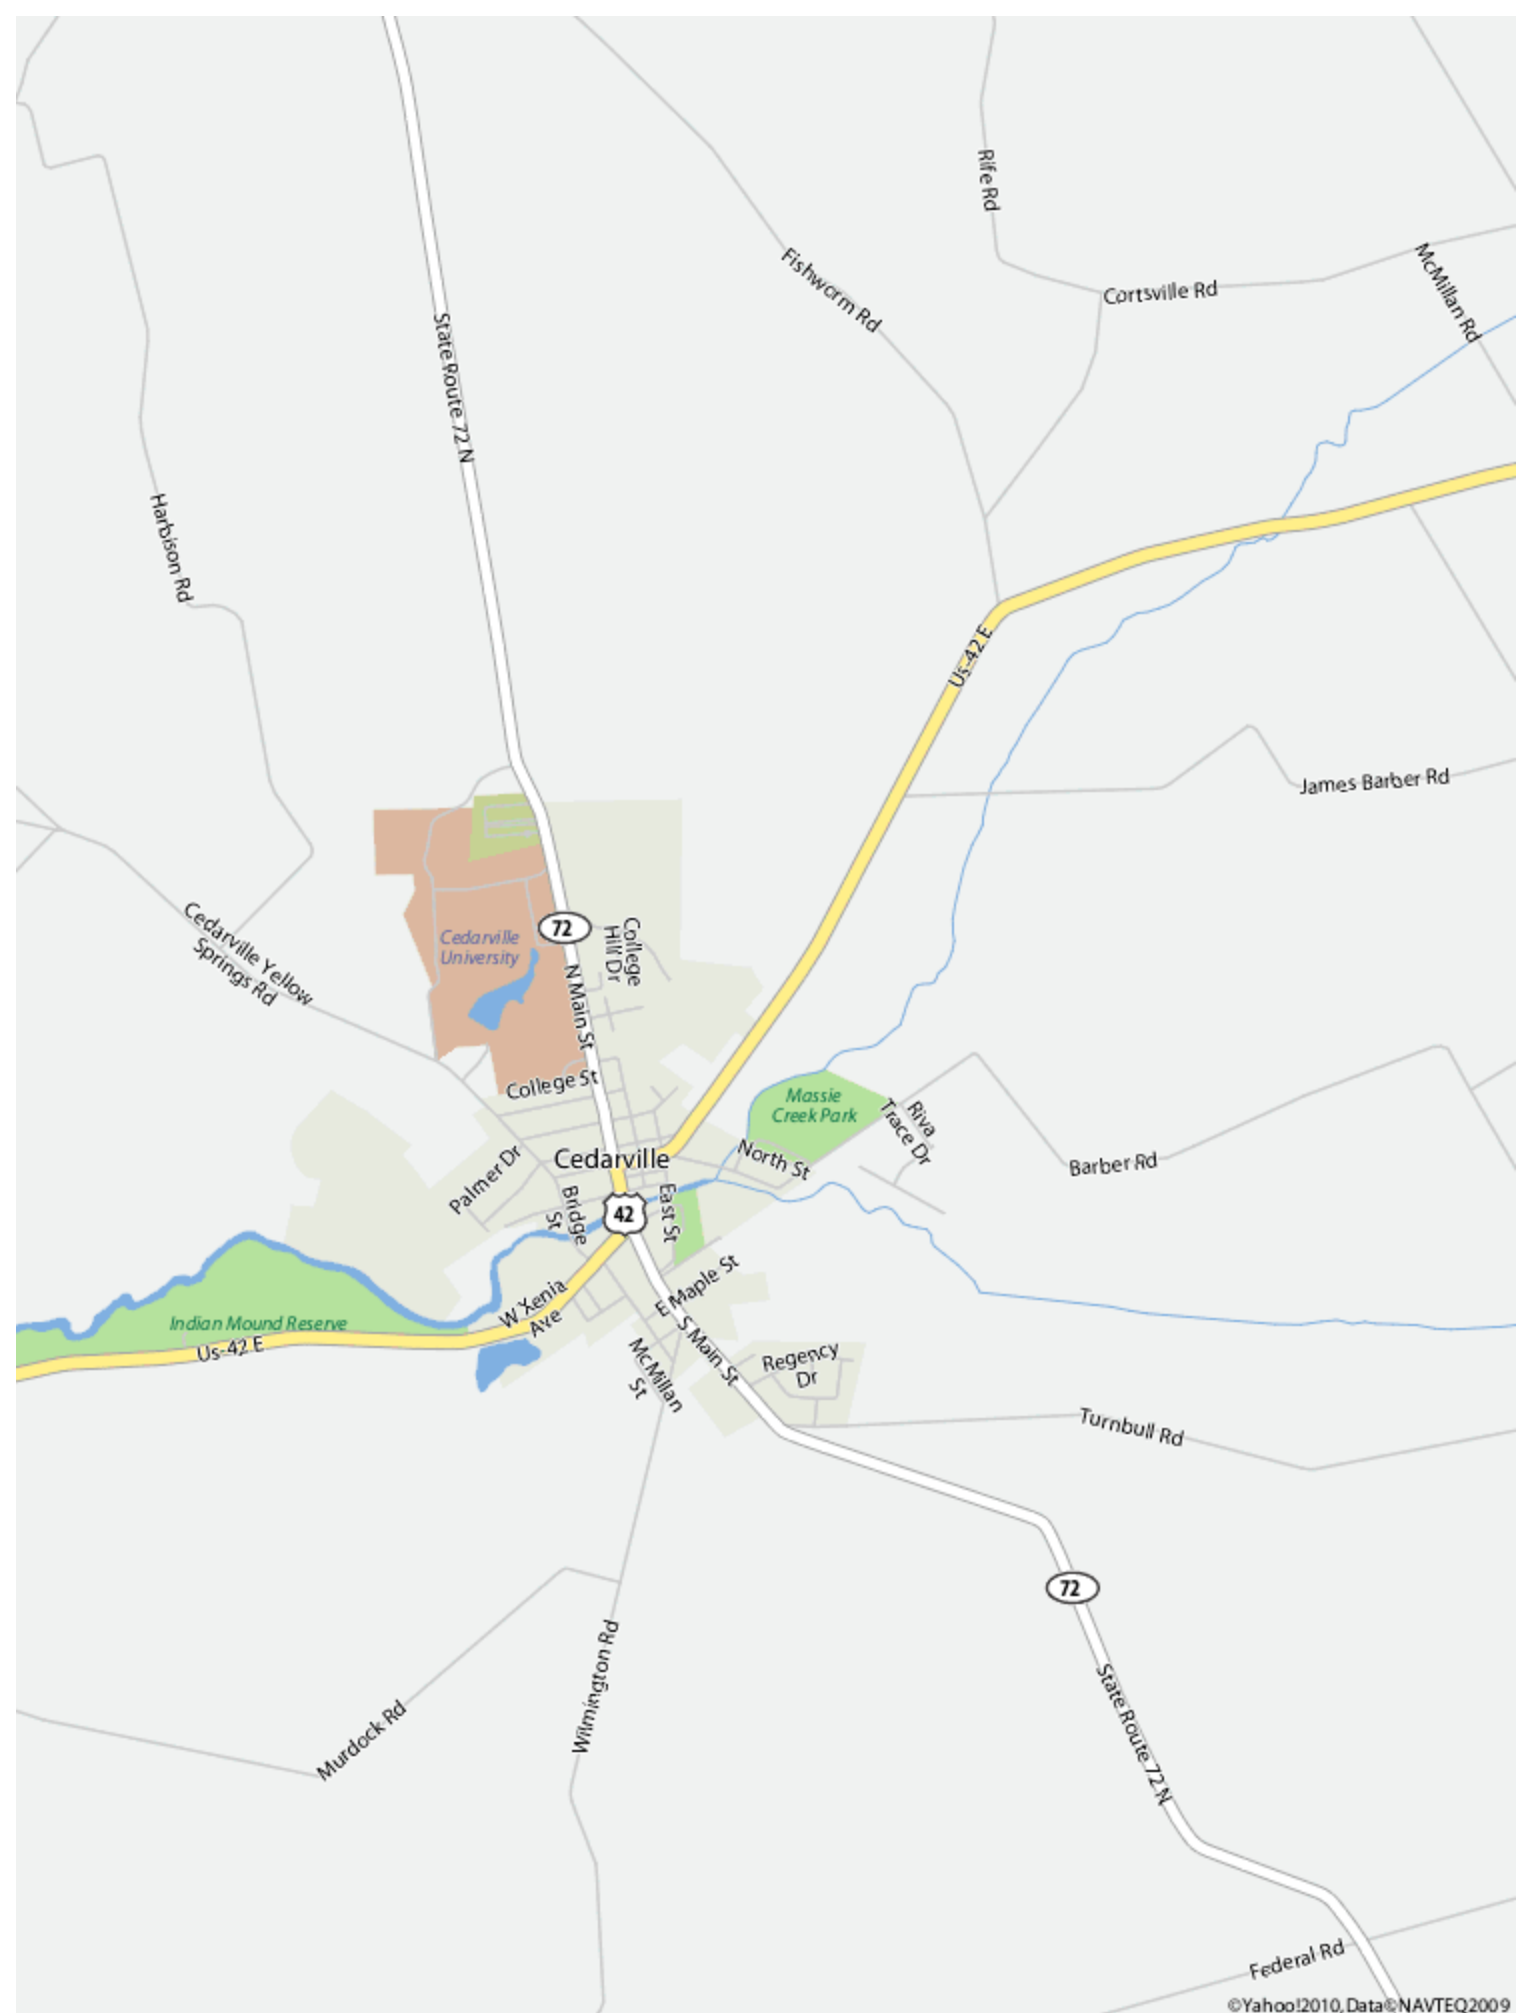 Rife Rd
Fishworm Rd
Cortsville Rd
McMillan Rd
State Route 72 N
Harbison Rd
Us-42 E
James Barber Rd
72
College
Hill Dr
Cedarville
University
Cedarville Yellow
Springs Rd
N Main St
College St
Massie
Creek Park
Riva
Trace Dr
North St
Barber Rd
Cedarville
Palmer Dr
Bridge
St
East St
42
E Maple St
W Xenia
Ave
Indian Mound Reserve
Us-42 E
S Main St
McMillan
St
Regency
Dr
Turnbull Rd
72
Wilmington Rd
State Route 72 N
Murdock Rd
Federal Rd
©Yahoo!2010, Data©NAVTEQ2009